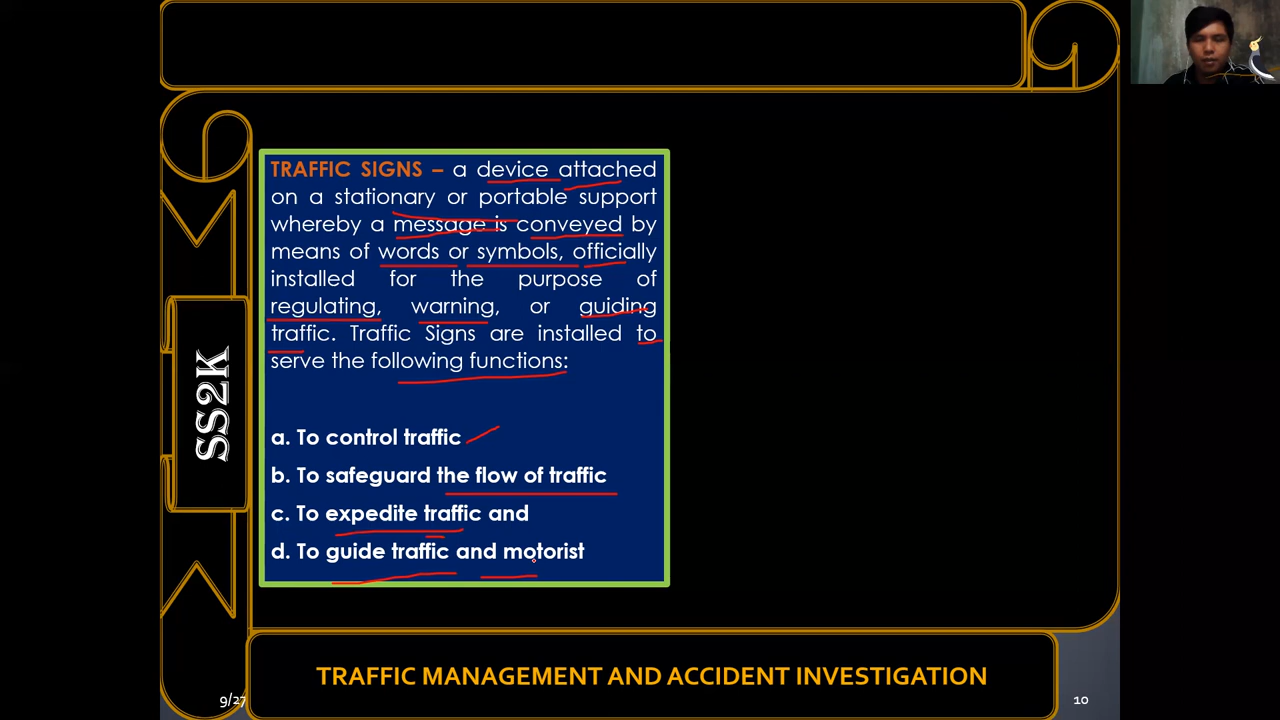 TRAFFIC SIGNS – a device attached
on a stationary or portable support
whereby a message is conveyed by
means of words or symbols, officially
installed for the purpose of
regulating, warning, or guiding
traffic. Traffic Signs are installed to
serve the following functions:
a. To control traffic
b. To safeguard the flow of traffic
c. To expedite traffic and
d. To guide traffic and motorist
SS2K
TRAFFIC MANAGEMENT AND ACCIDENT INVESTIGATION
9/27
10